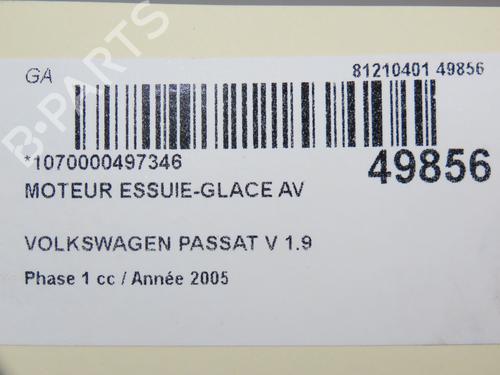 GA
81210401 49856
B-PARTS
*1070000497346
49856
MOTEUR ESSUIE-GLACE AV
VOLKSWAGEN PASSAT V 1.9
Phase 1 cc / Année 2005